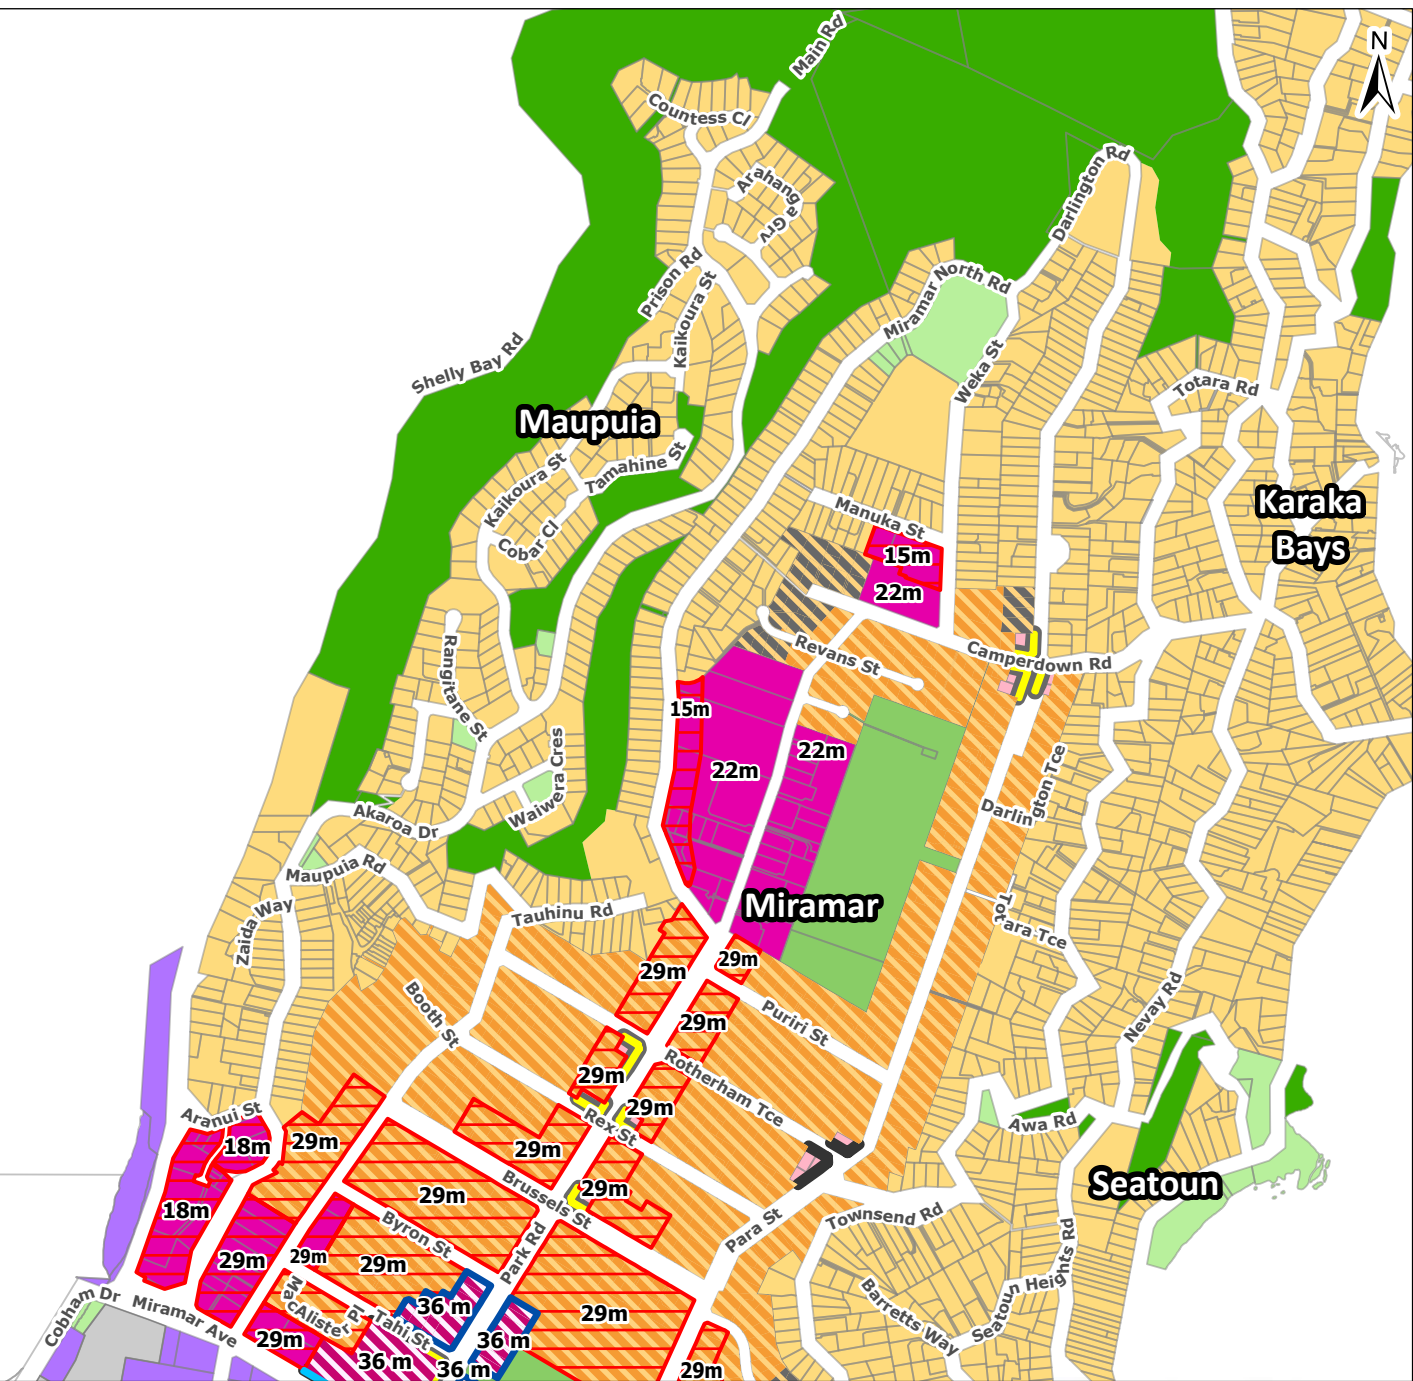 N
Main Rd
Countess Cl
Arahanga Grv
Darlington Rd
Prison Rd
Kaikoura St
Miramar North Rd
Shelly Bay Rd
Weka St
Totara Rd
Maupuia
Kaikoura St
Tamahine St
Cobar Cl
Manuka St
15m
22m
Karaka
Bays
Rangitane St
Revans St
Camperdown Rd
15m
22m
22m
Darlington Tce
Waiwera Cres
Akaroa Dr
Maupuia Rd
Zaida Way
Tauhinu Rd
Miramar
Totara Tce
29m
29m
Booth St
29m
Puriri St
Nevay Rd
29m
Rotherham Tce
29m
Rex St
Aranui St
18m
29m
29m
Awa Rd
Seatoun
18m
29m
29m
Brussels St
Byron St
Park Rd
Para St
Townsend Rd
29m
29m
29m
Seatoun Heights Rd
Barretts Way
Cobham Dr
Miramar Ave
MacAlister Pl
Tahi St
36 m
29m
29m
36 m
36 m
36 m
29m